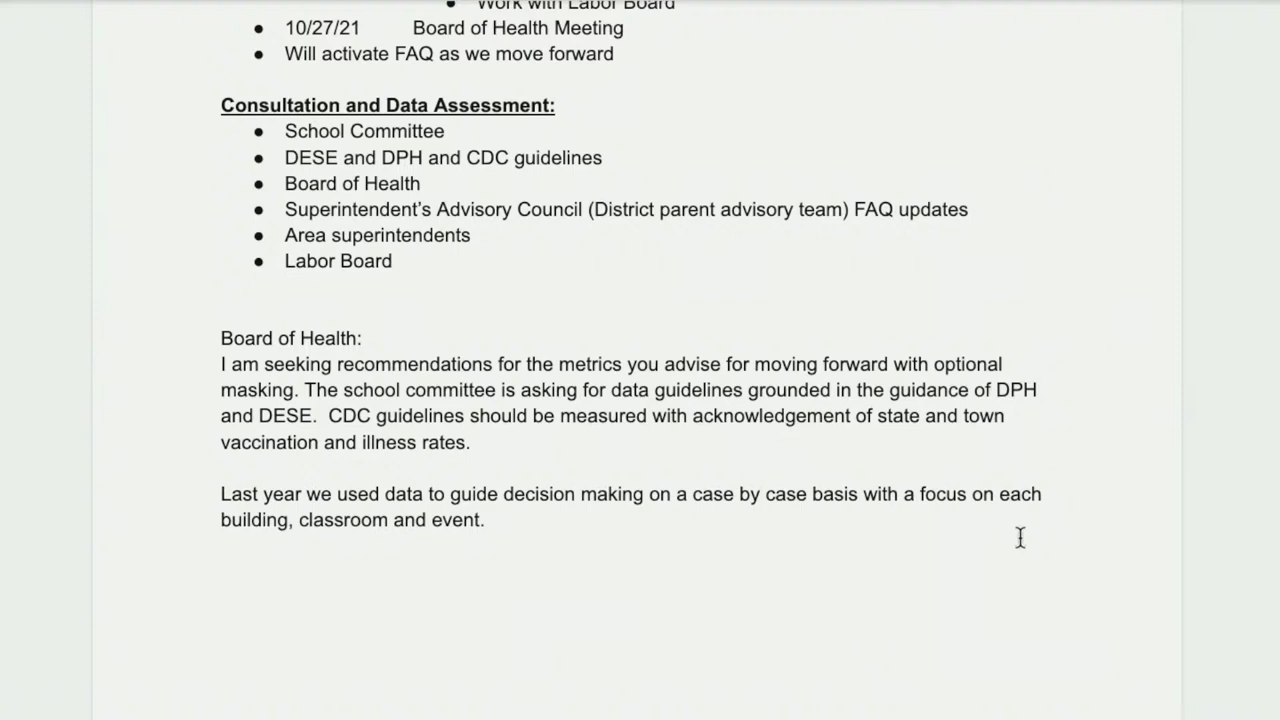 • Work with Labor Board
• 10/27/21 Board of Health Meeting
• Will activate FAQ as we move forward
Consultation and Data Assessment:
• School Committee
• DESE and DPH and CDC guidelines
• Board of Health
• Superintendent's Advisory Council (District parent advisory team) FAQ updates
• Area superintendents
• Labor Board
Board of Health:
I am seeking recommendations for the metrics you advise for moving forward with optional
masking. The school committee is asking for data guidelines grounded in the guidance of DPH
and DESE.  CDC guidelines should be measured with acknowledgement of state and town
vaccination and illness rates.
Last year we used data to guide decision making on a case by case basis with a focus on each
building, classroom and event.